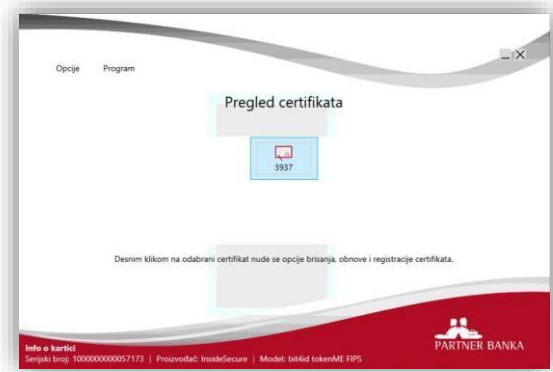 Opcije Program
Pregled certifikata
3937
Desnim klikom na odabrani certifikat nude se opcije brisanja, obnove i registracije certifikata.
PARTNER BANKA
Info o kartici
Serijski broj: 1000000000057173 | Proizvođač: InsideSecure | Model: bit4id tokenME FIPS